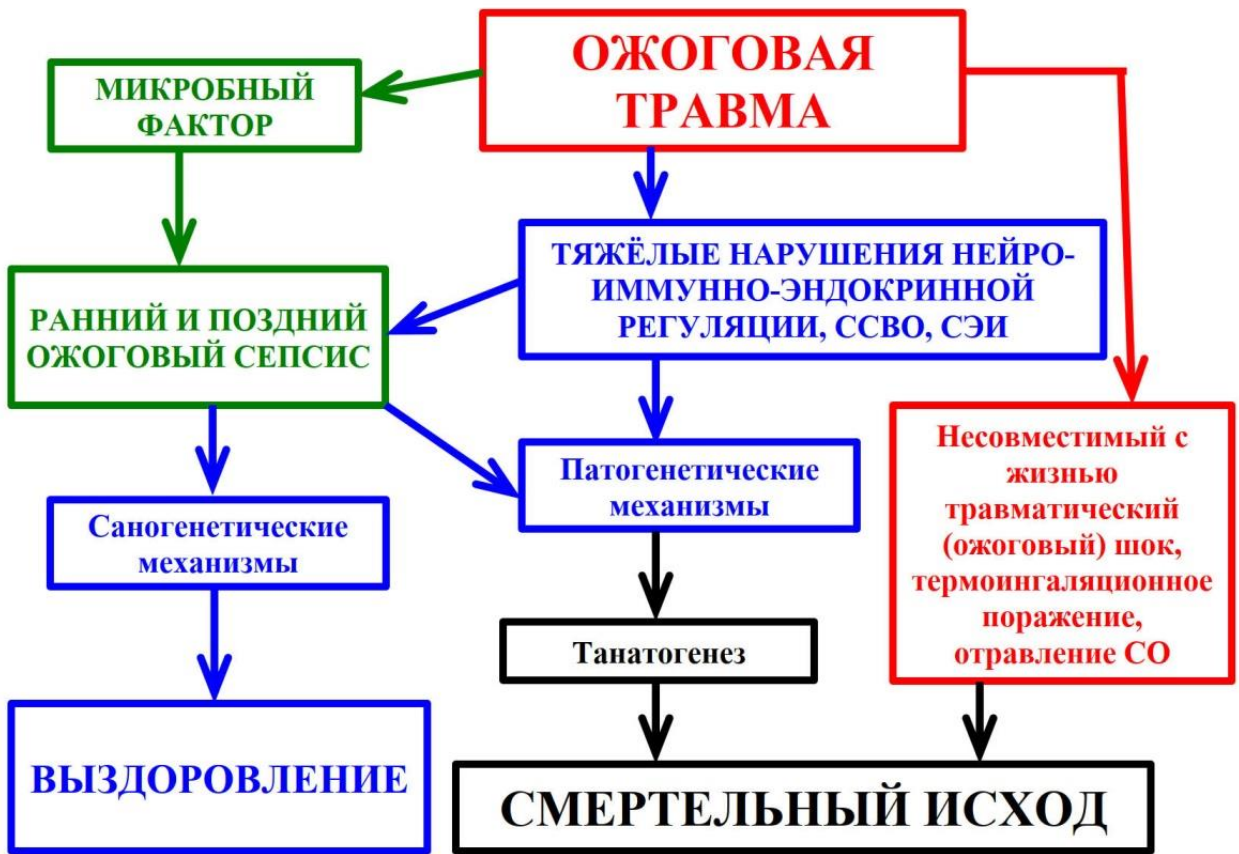 ОЖОГОВАЯ
ТРАВМА
МИКРОБНЫЙ
ФАКТОР
ТЯЖЁЛЫЕ НАРУШЕНИЯ НЕЙРО-
ИММУННО-ЭНДОКРИННОЙ
РЕГУЛЯЦИИ, ССВО, СЭИ
РАННИЙ И ПОЗДНИЙ
ОЖОГОВЫЙ СЕПСИС
Несовместимый с
жизнью
травматический
(ожоговый) шок,
термоингаляционное
поражение,
отравление СО
Патогенетические
механизмы
Саногенетические
механизмы
Танатогенез
ВЫЗДОРОВЛЕНИЕ
СМЕРТЕЛЬНЫЙ ИСХОД